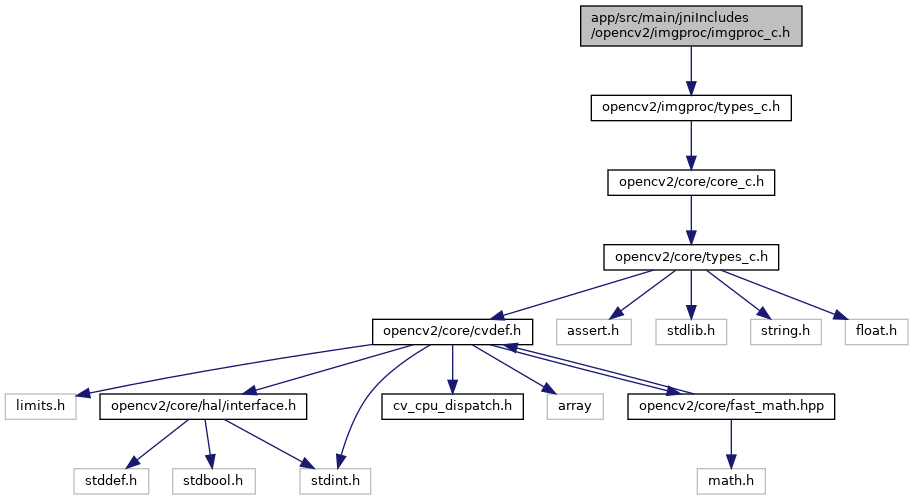 app/src/main/jniIncludes
/opencv2/imgproc/imgproc_c.h
opencv2/imgproc/types_c.h
opencv2/core/core_c.h
opencv2/core/types_c.h
opencv2/core/cvdef.h
assert.h
stdlib.h
string.h
float.h
limits.h
opencv2/core/hal/interface.h
cv_cpu_dispatch.h
array
opencv2/core/fast_math.hpp
stddef.h
stdbool.h
stdint.h
math.h